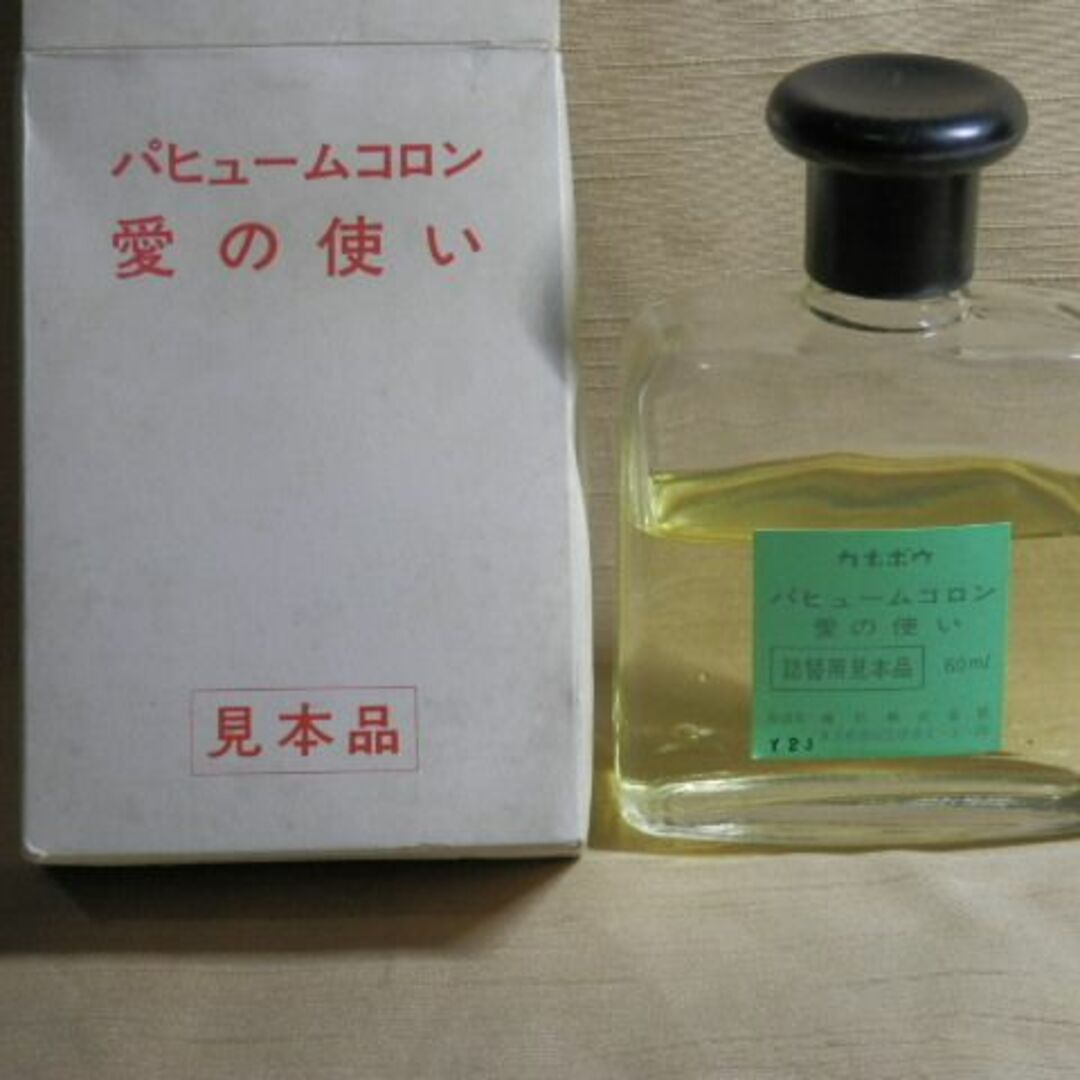 パヒュームコロン
愛の使い
見本品
カネボウ
パヒュームコロン
愛の使い
詰替用見本品 60ml
Y2J